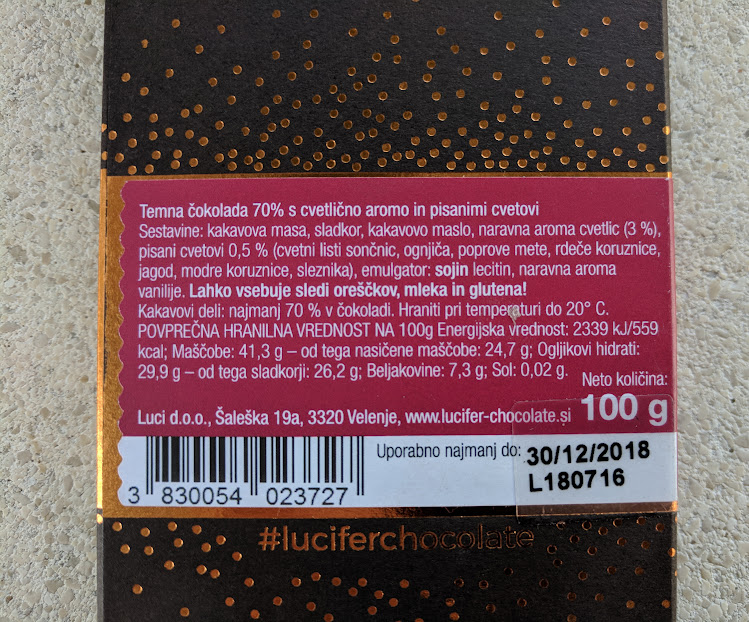 Temna čokolada 70% s cvetlično aromo in pisanimi cvetovi
Sestavine: kakavova masa, sladkor, kakavovo maslo, naravna aroma cvetlic (3 %),
pisani cvetovi 0,5 % (cvetni listi sončnic, ognjiča, poprove mete, rdeče koruznice,
jagod, modre koruznice, sleznika), emulgator: sojin lecitin, naravna aroma
vanilije. Lahko vsebuje sledi oreščkov, mleka in glutena!
Kakavovi deli: najmanj 70 % v čokoladi. Hraniti pri temperaturi do 20° C.
POVPREČNA HRANILNA VREDNOST NA 100g Energijska vrednost: 2339 kJ/559
kcal; Maščobe: 41,3 g – od tega nasičene maščobe: 24,7 g; Ogljikovi hidrati:
29,9 g – od tega sladkorji: 26,2 g; Beljakovine: 7,3 g; Sol: 0,02 g.
Neto količina:
100 g
Luci d.o.o., Šaleška 19a, 3320 Velenje, www.lucifer-chocolate.si
Uporabno najmanj do: 30/12/2018
L180716
3 830054 023727
#luciferchocolate